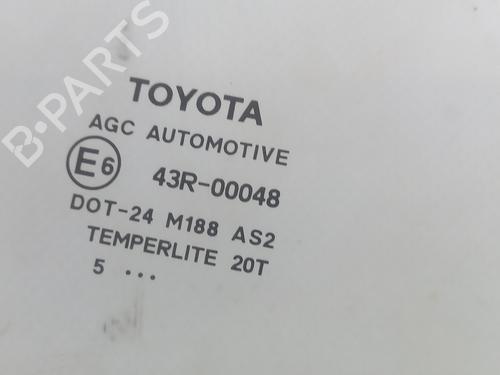 B-PARTS
TOYOTA
AGC AUTOMOTIVE
E6 43R-00048
DOT-24 M188 AS2
TEMPERLITE 20T
5 ...